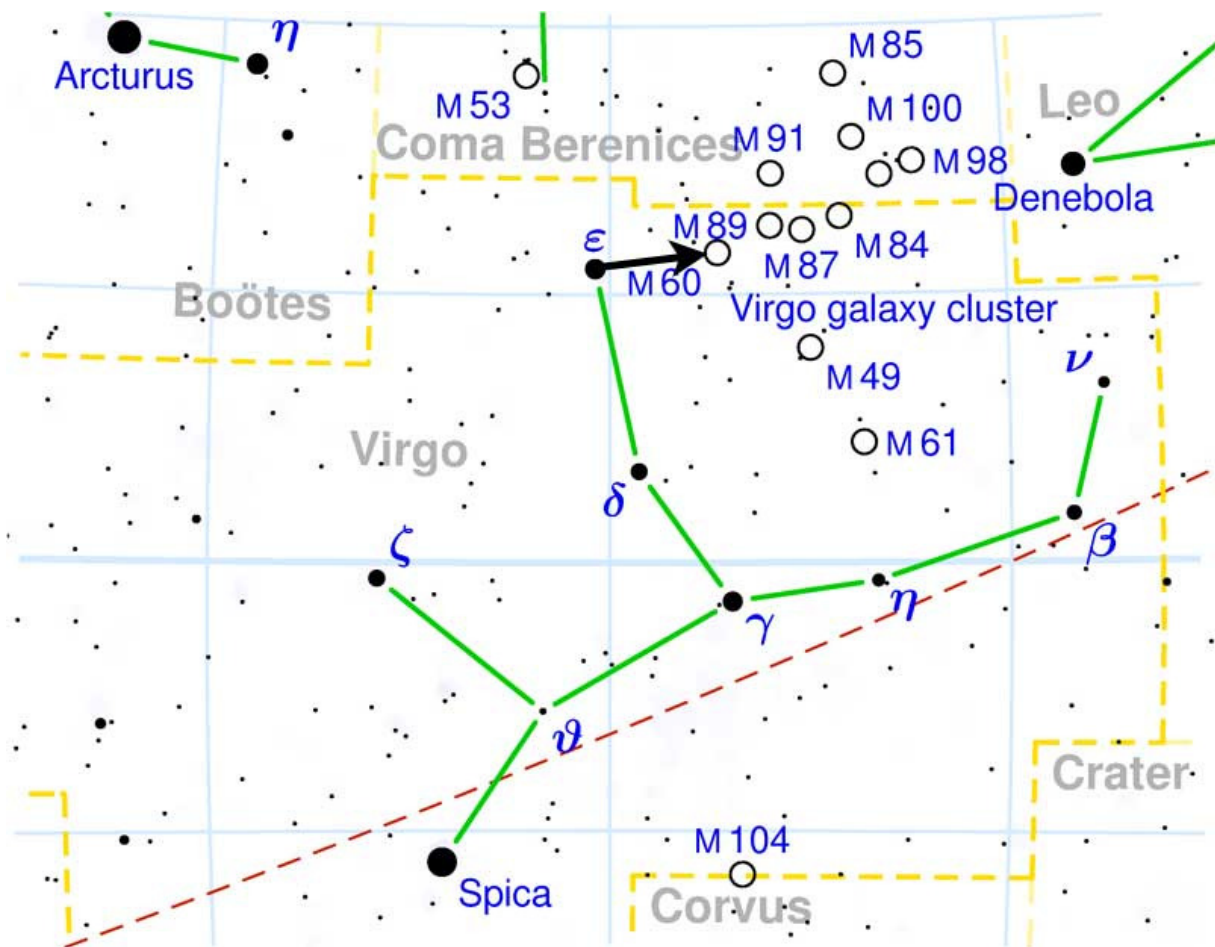 η
M 85
Arcturus
M 53
M 100
Leo
Coma Berenices
M 91
M 98
Denebola
M 89
ε
M 84
M 87
M 60
Boötes
Virgo galaxy cluster
ν
M 49
Virgo
M 61
δ
ζ
β
η
γ
ϑ
Crater
M 104
Spica
Corvus